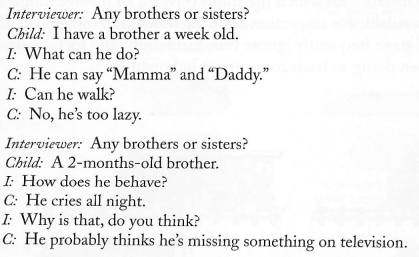 Interviewer: Any brothers or sisters?
Child: I have a brother a week old.
I: What can he do?
C: He can say “Mamma” and “Daddy.”
I: Can he walk?
C: No, he’s too lazy.
Interviewer: Any brothers or sisters?
Child: A 2-months-old brother.
I: How does he behave?
C: He cries all night.
I: Why is that, do you think?
C: He probably thinks he’s missing something on television.